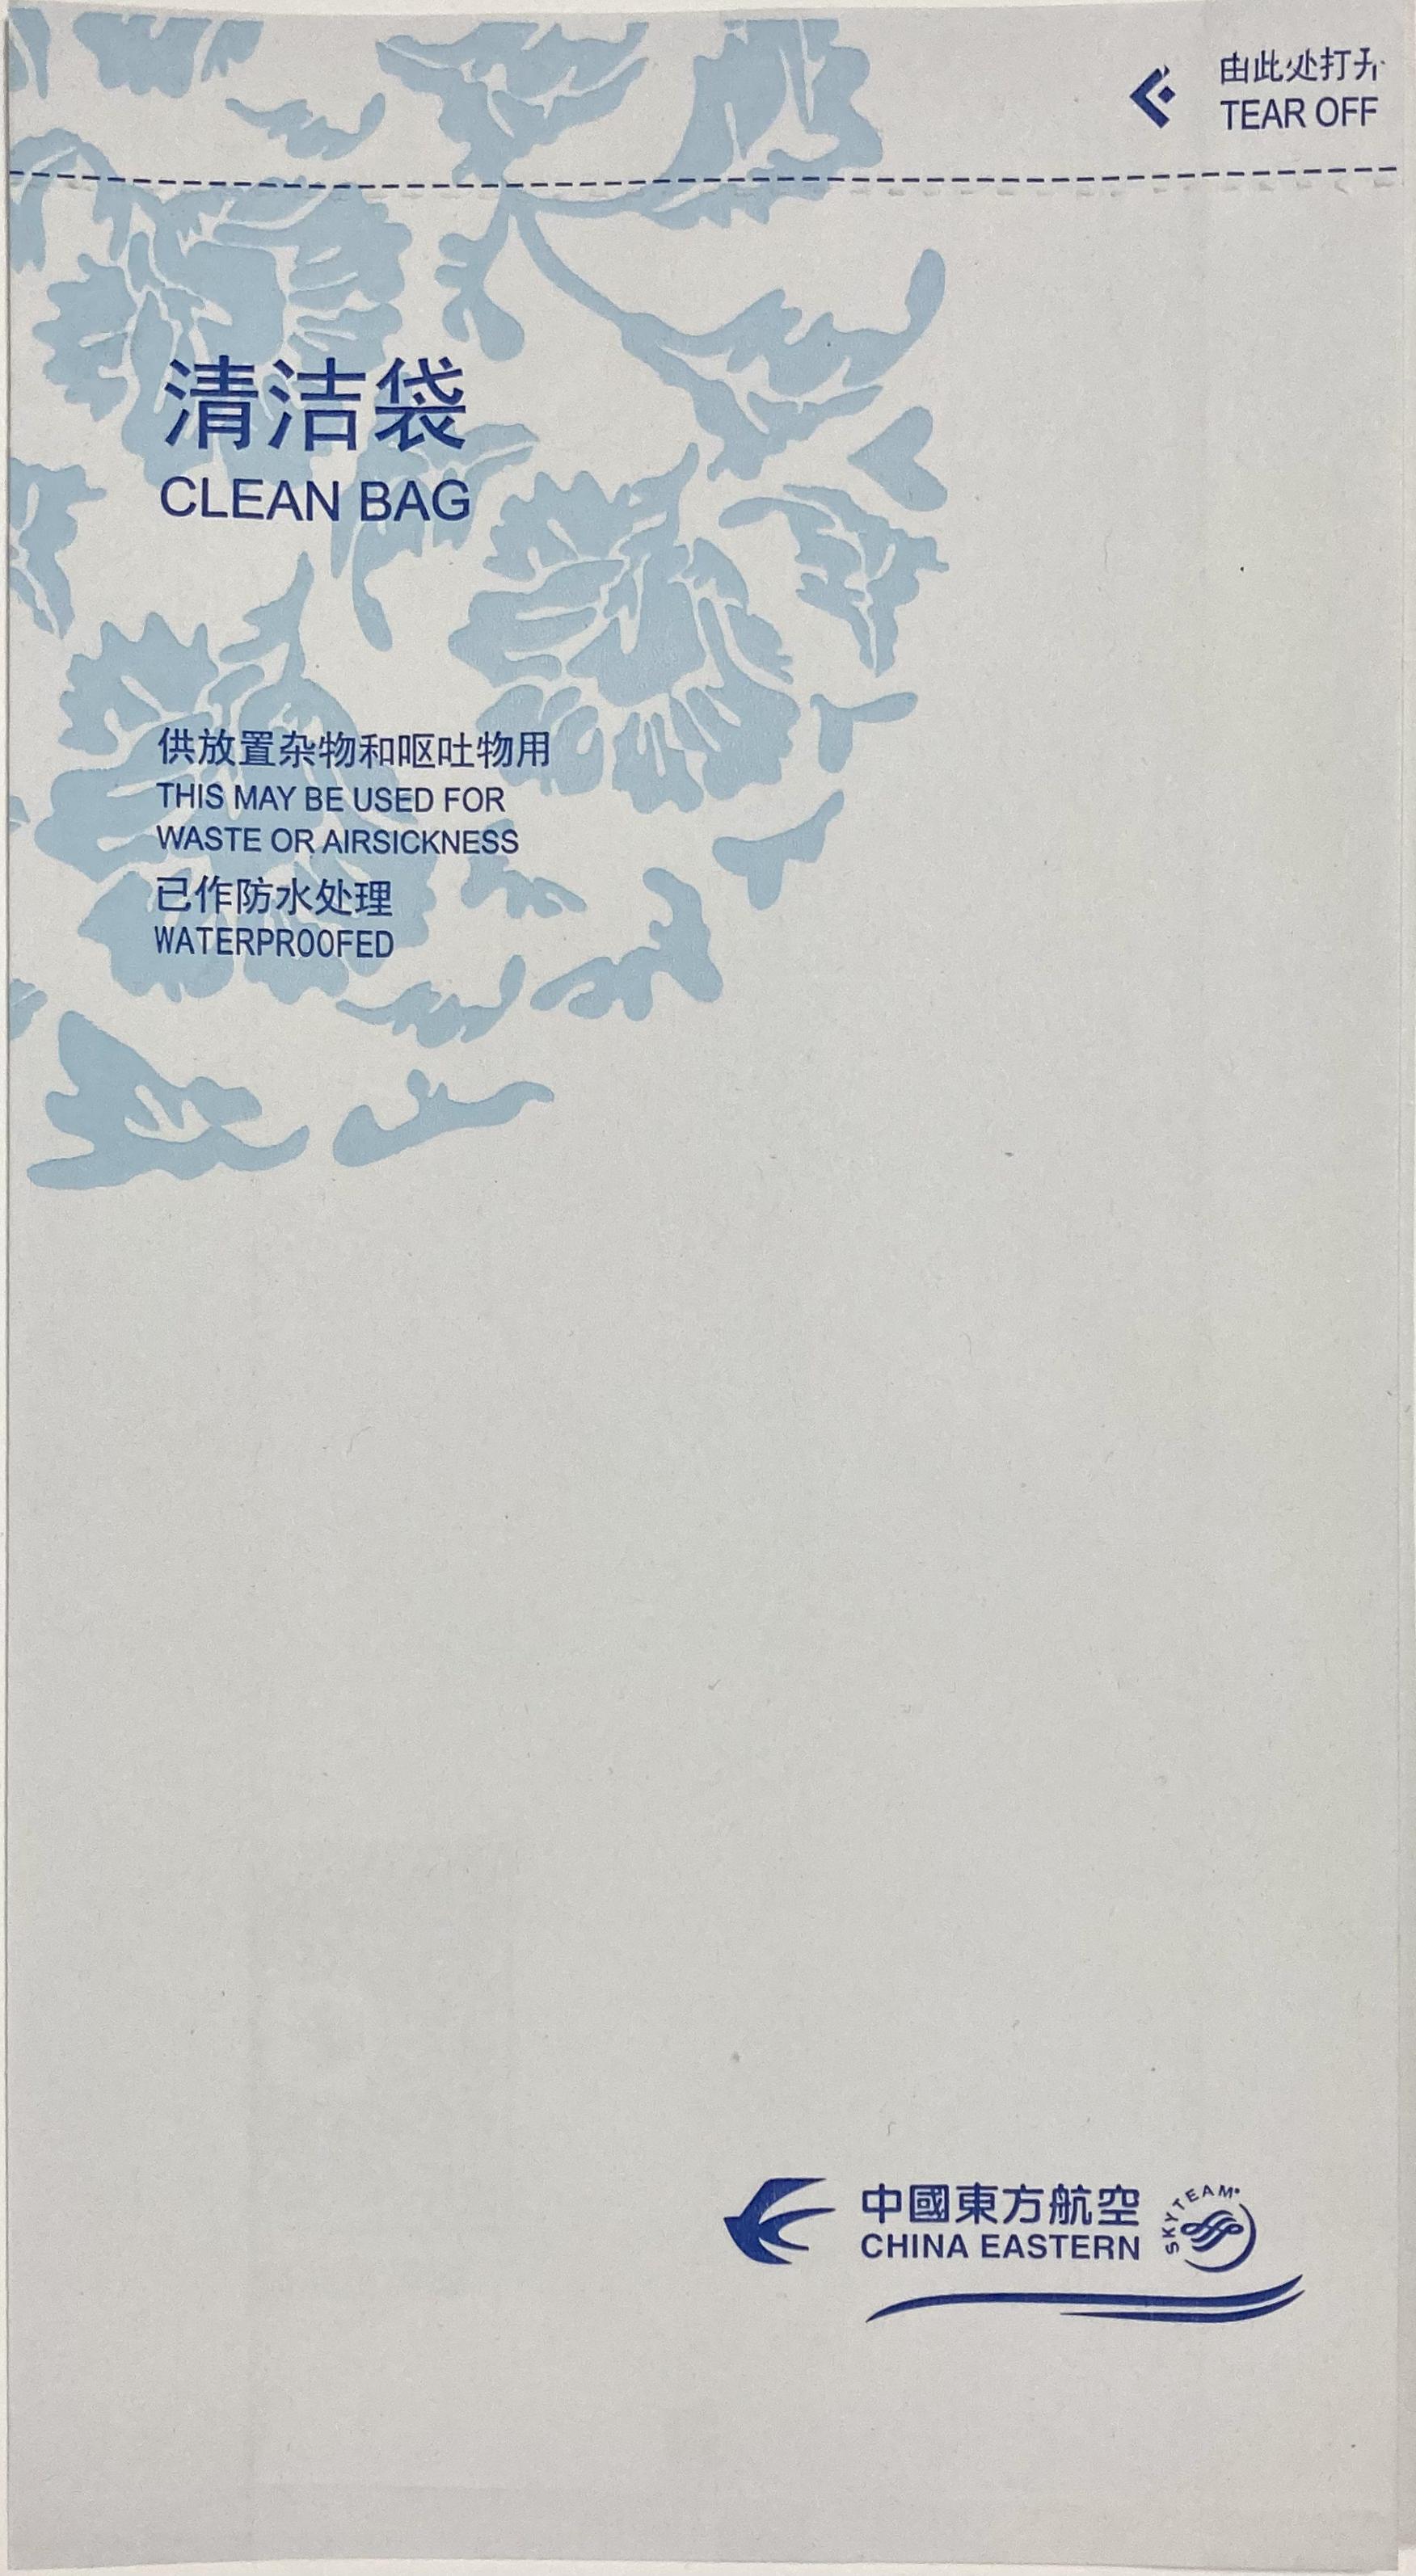 由此处打开
TEAR OFF
清洁袋
CLEAN BAG
供放置杂物和呕吐物用
THIS MAY BE USED FOR
WASTE OR AIRSICKNESS
已作防水处理
WATERPROOFED
中國東方航空
CHINA EASTERN
SKYTEAM